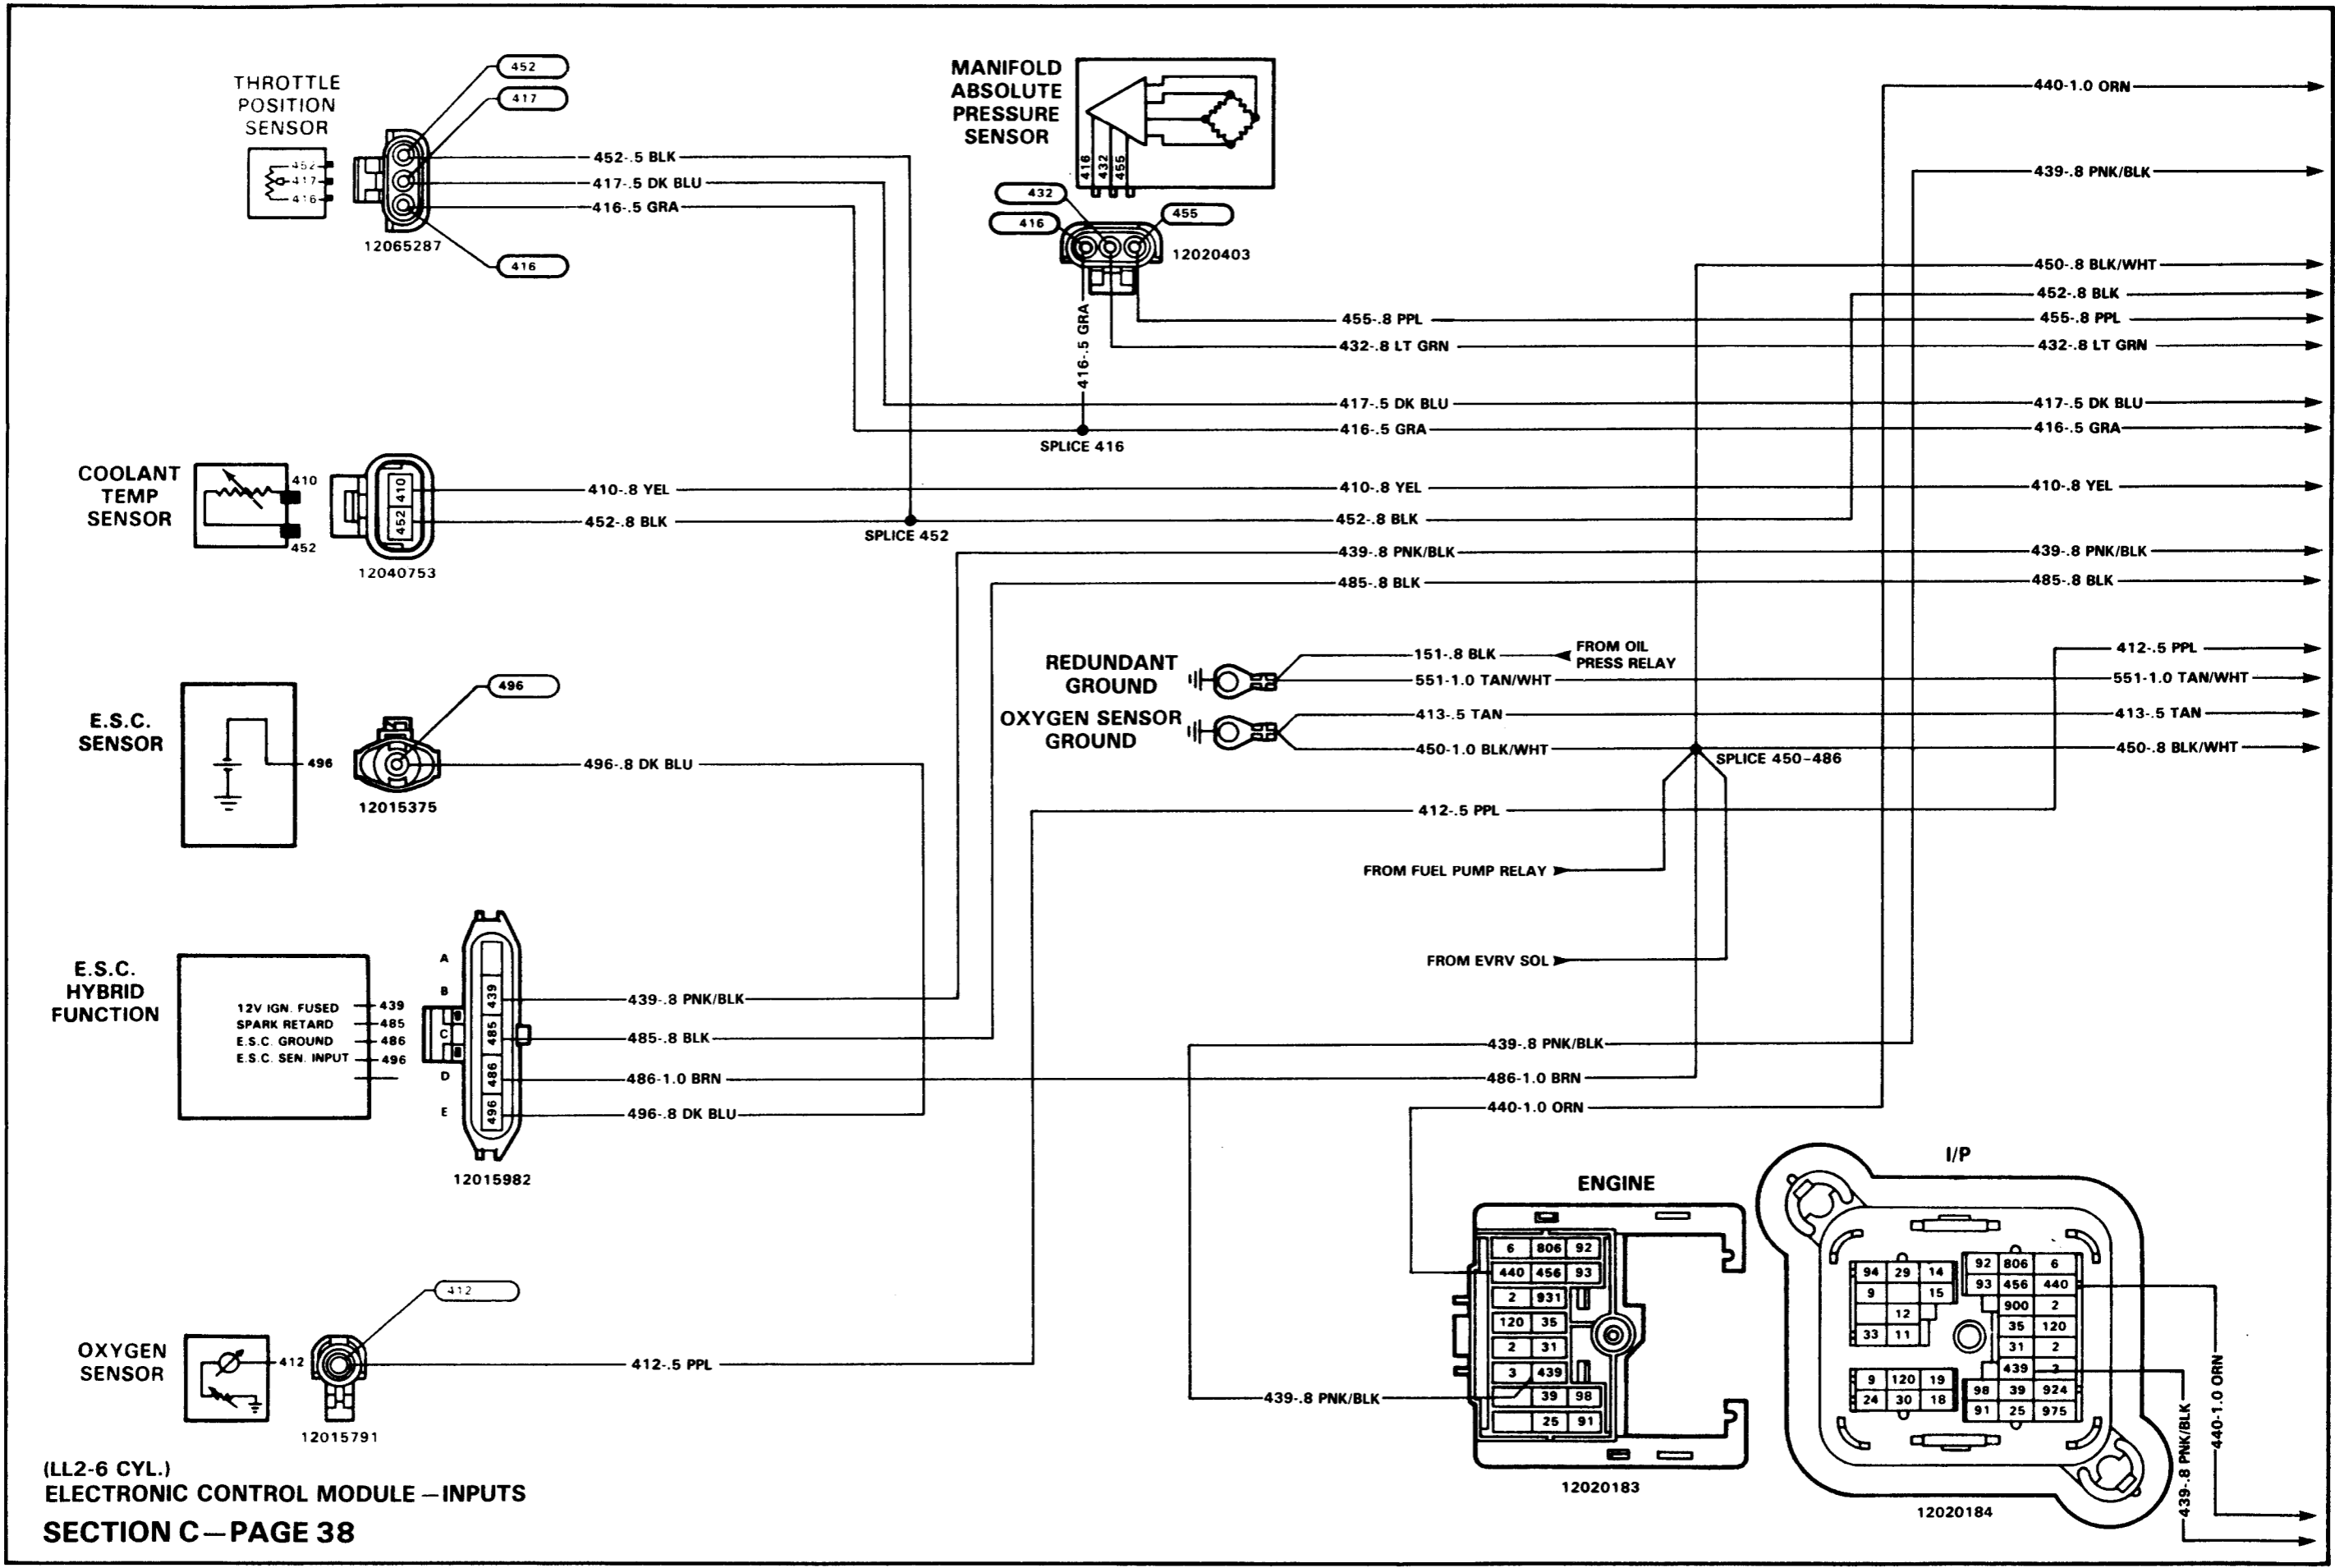 THROTTLE
POSITION
SENSOR
452
417
416
452
417
416
12065287
452-.5 BLK
417-.5 DK BLU
416-.5 GRA
MANIFOLD
ABSOLUTE
PRESSURE
SENSOR
416
432
455
432
416
455
12020403
416-.5 GRA
440-1.0 ORN
439-.8 PNK/BLK
450-.8 BLK/WHT
452-.8 BLK
455-.8 PPL
455-.8 PPL
432-.8 LT GRN
432-.8 LT GRN
417-.5 DK BLU
417-.5 DK BLU
416-.5 GRA
416-.5 GRA
SPLICE 416
COOLANT
TEMP
SENSOR
410
452
410
452
12040753
410-.8 YEL
410-.8 YEL
410-.8 YEL
452-.8 BLK
452-.8 BLK
SPLICE 452
439-.8 PNK/BLK
439-.8 PNK/BLK
485-.8 BLK
485-.8 BLK
REDUNDANT
GROUND
151-.8 BLK
FROM OIL
PRESS RELAY
551-1.0 TAN/WHT
412-.5 PPL
551-1.0 TAN/WHT
OXYGEN SENSOR
GROUND
413-.5 TAN
413-.5 TAN
450-1.0 BLK/WHT
450-.8 BLK/WHT
SPLICE 450-486
E.S.C.
SENSOR
496
496
12015375
496-.8 DK BLU
412-.5 PPL
FROM FUEL PUMP RELAY
FROM EVRV SOL
E.S.C.
HYBRID
FUNCTION
12V IGN. FUSED
439
SPARK RETARD
485
E.S.C. GROUND
486
E.S.C. SEN. INPUT
496
A
B
C
D
E
439
485
486
496
12015982
439-.8 PNK/BLK
485-.8 BLK
486-1.0 BRN
496-.8 DK BLU
439-.8 PNK/BLK
486-1.0 BRN
440-1.0 ORN
OXYGEN
SENSOR
412
412
12015791
412-.5 PPL
439-.8 PNK/BLK
ENGINE
6 806 92
440 456 93
2 931
120 35
2 31
3 439
39 98
25 91
12020183
I/P
94 29 14
9 15
12
33 11
9 120 19
24 30 18
92 806 6
93 456 440
900 2
35 120
31 2
439 3
98 39 924
91 25 975
12020184
439-.8 PNK/BLK
440-1.0 ORN
(LL2-6 CYL.)
ELECTRONIC CONTROL MODULE — INPUTS
SECTION C — PAGE 38